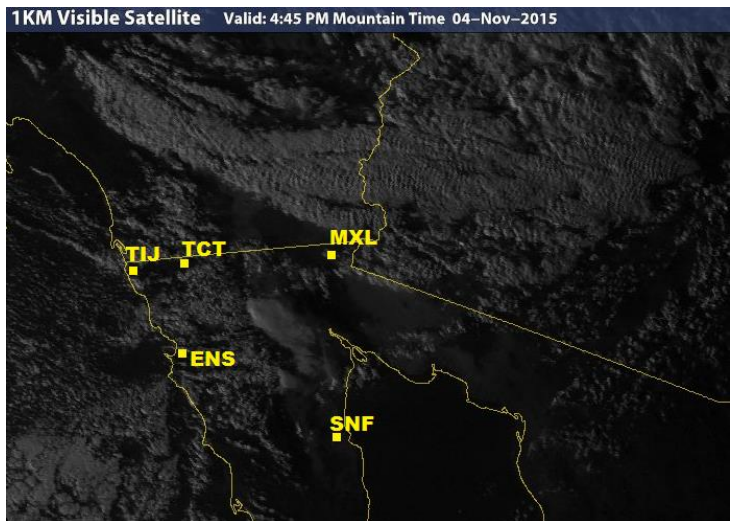 1KM Visible Satellite Valid: 4:45 PM Mountain Time 04-Nov-2015
TIJ TCT MXL
ENS
SNF